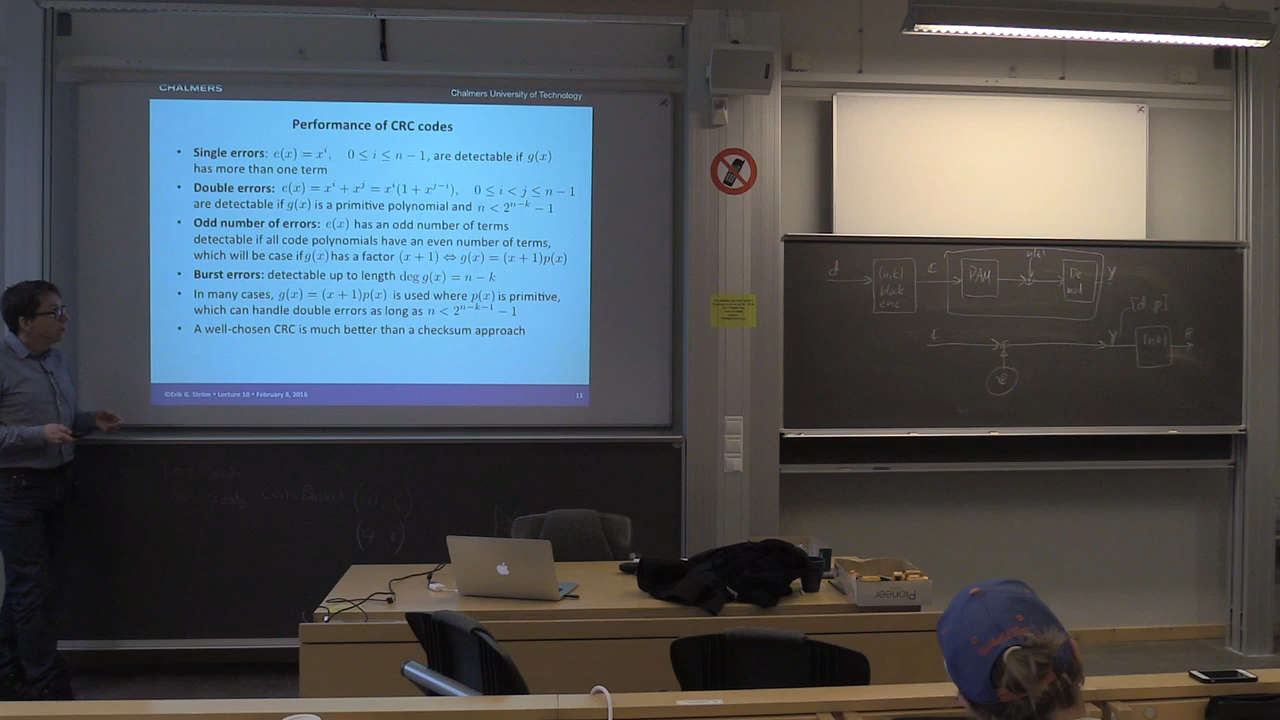 CHALMERS
Chalmers University of Technology
Performance of CRC codes
• Single errors: e(x) = x^i, 0 ≤ i ≤ n − 1, are detectable if g(x)
has more than one term
• Double errors: e(x) = x^i + x^j = x^i(1 + x^{j−i}), 0 ≤ i < j ≤ n − 1
are detectable if g(x) is a primitive polynomial and n < 2^{n−k} − 1
• Odd number of errors: e(x) has an odd number of terms
detectable if all code polynomials have an even number of terms,
which will be case if g(x) has a factor (x + 1) ⇔ g(x) = (x + 1)p(x)
• Burst errors: detectable up to length deg g(x) = n − k
• In many cases, g(x) = (x + 1)p(x) is used where p(x) is primitive,
which can handle double errors as long as n < 2^{n−k−1} − 1
• A well-chosen CRC is much better than a checksum approach
©Erik G. Ström • Lecture 10 • February 8, 2016
13
d
(n,k)
block
enc
c
PAM
n(t)
De
mod
y
Pioneer